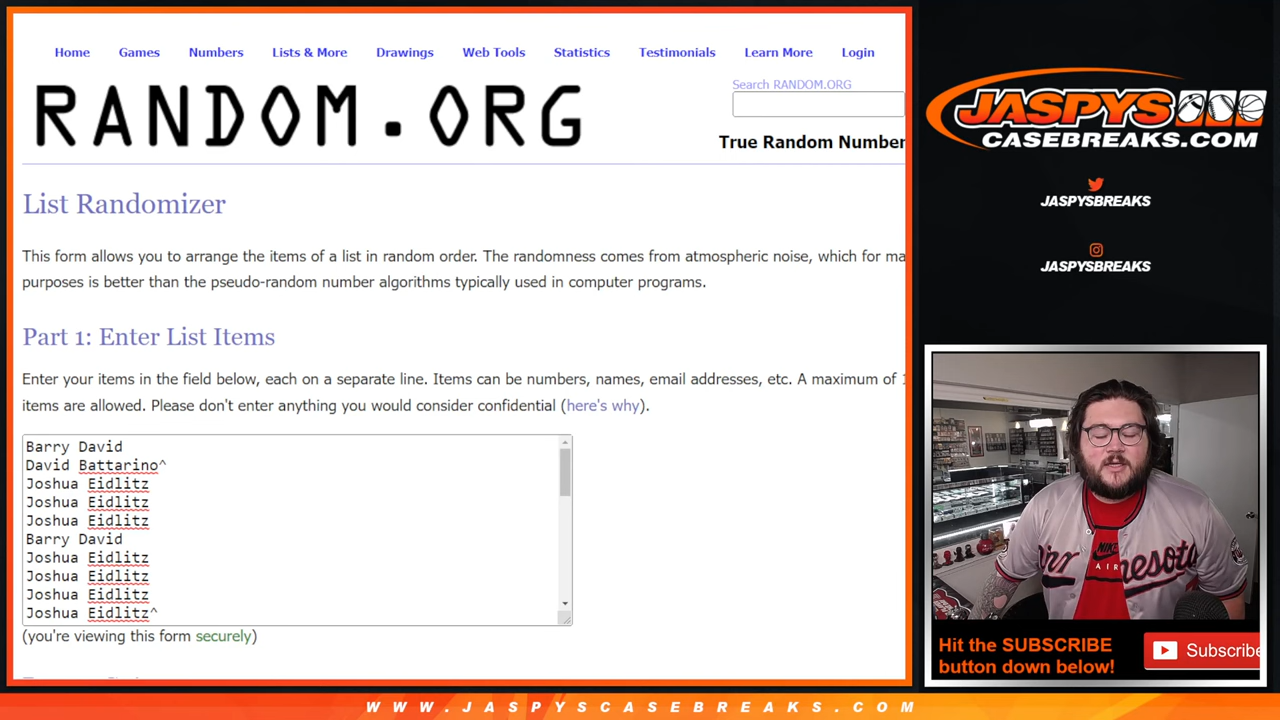 Home Games Numbers Lists & More Drawings Web Tools Statistics Testimonials Learn More Login
RANDOM.ORG
Search RANDOM.ORG
True Random Number
List Randomizer
This form allows you to arrange the items of a list in random order. The randomness comes from atmospheric noise, which for ma
purposes is better than the pseudo-random number algorithms typically used in computer programs.
Part 1: Enter List Items
Enter your items in the field below, each on a separate line. Items can be numbers, names, email addresses, etc. A maximum of 1
items are allowed. Please don't enter anything you would consider confidential (here's why).
Barry David
David Battarino^
Joshua Eidlitz
Joshua Eidlitz
Joshua Eidlitz
Barry David
Joshua Eidlitz
Joshua Eidlitz
Joshua Eidlitz
Joshua Eidlitz^
(you're viewing this form securely)
JASPYS
CASEBREAKS.COM
JASPYSBREAKS
JASPYSBREAKS
NIKE
AIR
Hit the SUBSCRIBE
button down below!
Subscribe
WWW.JASPYSCASEBREAKS.COM